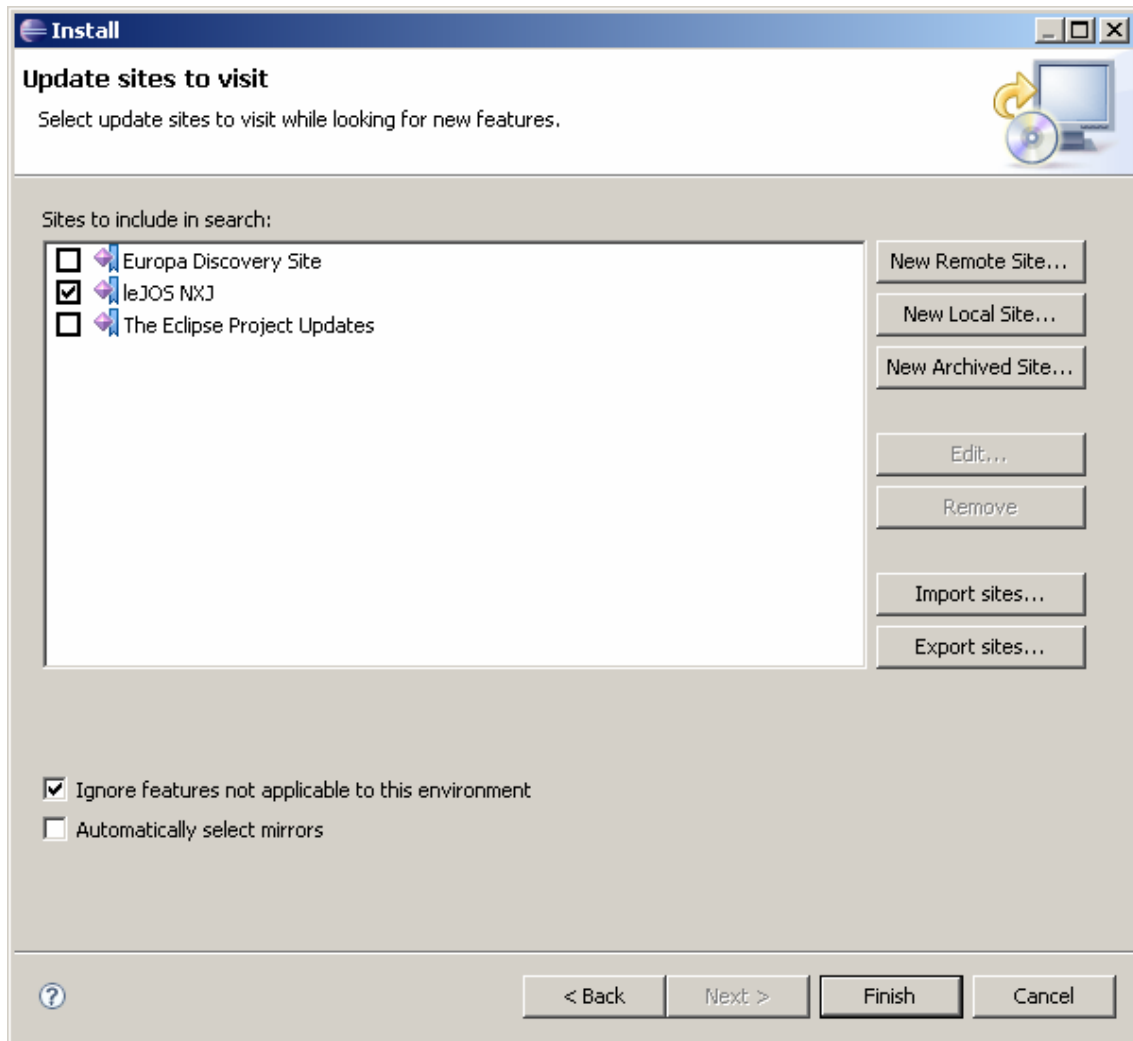 Install
Update sites to visit
Select update sites to visit while looking for new features.
Sites to include in search:
Europa Discovery Site
leJOS NXJ
The Eclipse Project Updates
New Remote Site...
New Local Site...
New Archived Site...
Edit...
Remove
Import sites...
Export sites...
Ignore features not applicable to this environment
Automatically select mirrors
?
< Back
Next >
Finish
Cancel